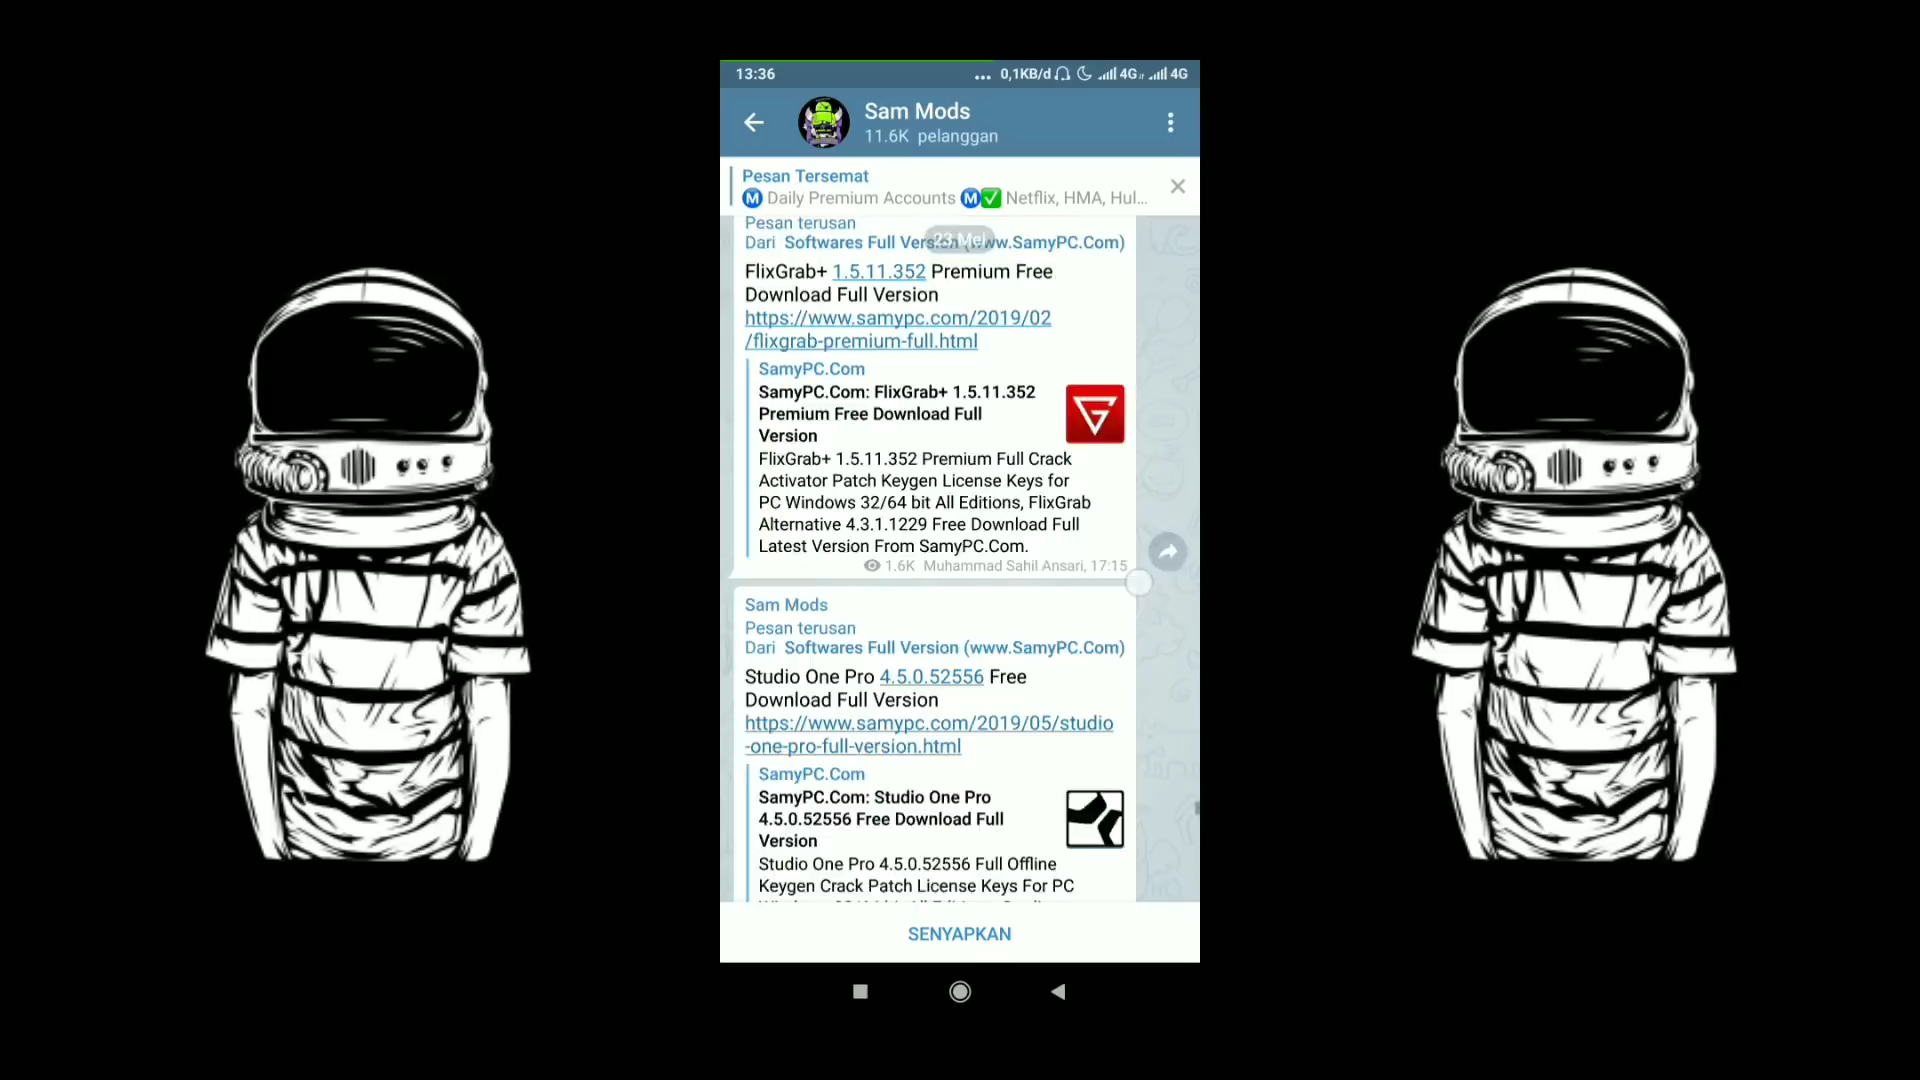 13:36
... 0,1KB/d 4G 4G
Sam Mods
11.6K pelanggan
Pesan Tersemat
Ⓜ Daily Premium Accounts Ⓜ✅ Netflix, HMA, Hul...
Pesan terusan
23 Mei
Dari Softwares Full Version (www.SamyPC.Com)
FlixGrab+ 1.5.11.352 Premium Free
Download Full Version
https://www.samypc.com/2019/02
/flixgrab-premium-full.html
SamyPC.Com
SamyPC.Com: FlixGrab+ 1.5.11.352
Premium Free Download Full
Version
FlixGrab+ 1.5.11.352 Premium Full Crack
Activator Patch Keygen License Keys for
PC Windows 32/64 bit All Editions, FlixGrab
Alternative 4.3.1.1229 Free Download Full
Latest Version From SamyPC.Com.
1.6K Muhammad Sahil Ansari, 17:15
Sam Mods
Pesan terusan
Dari Softwares Full Version (www.SamyPC.Com)
Studio One Pro 4.5.0.52556 Free
Download Full Version
https://www.samypc.com/2019/05/studio
-one-pro-full-version.html
SamyPC.Com
SamyPC.Com: Studio One Pro
4.5.0.52556 Free Download Full
Version
Studio One Pro 4.5.0.52556 Full Offline
Keygen Crack Patch License Keys For PC
SENYAPKAN